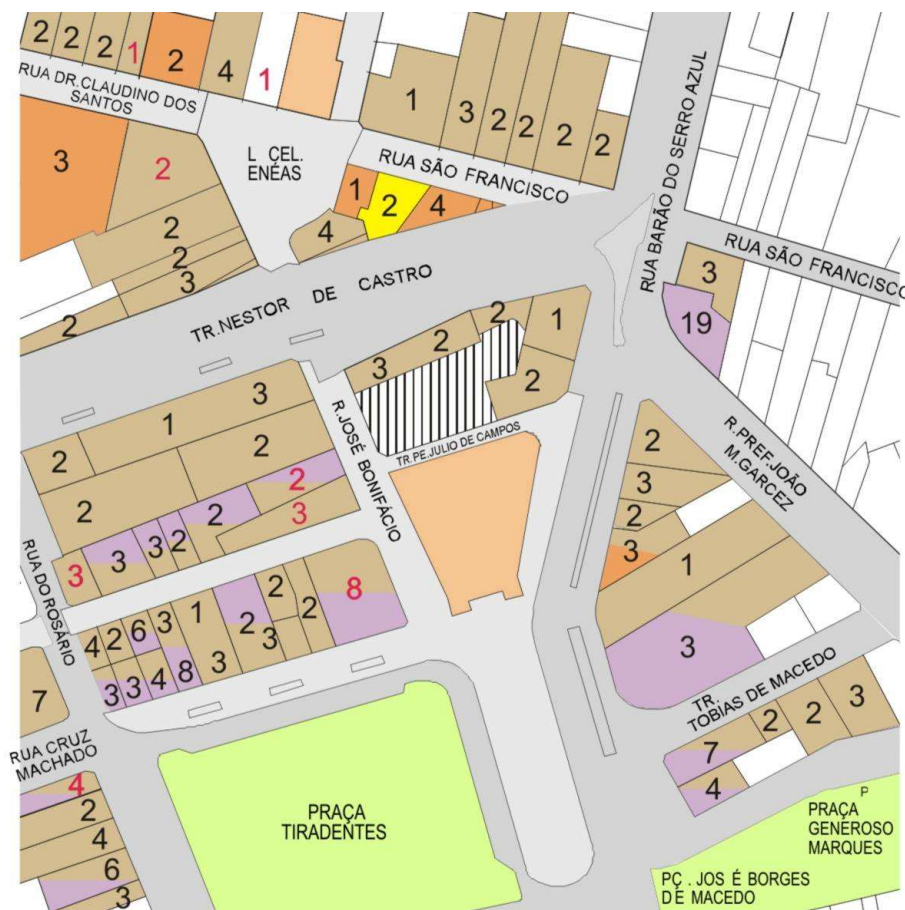 2
2
2
1
2
4
1
RUA DR.CLAUDINO DOS
SANTOS
3
2
2
2
3
2
L CEL.
ENÉAS
1
3
2
2
2
2
RUA SÃO FRANCISCO
1
2
4
4
RUA BARÃO DO SERRO AZUL
RUA SÃO FRANCISCO
3
19
TR.NESTOR DE CASTRO
3
2
2
1
2
TR.PE.JULIO DE CAMPOS
R.JOSÉ BONIFÁCIO
1
3
2
2
2
2
3
3
3
3
2
2
RUA DO ROSÁRIO
4
2
6
3
1
2
2
2
8
3
3
4
8
3
3
7
RUA CRUZ
MACHADO
4
2
4
6
3
PRAÇA
TIRADENTES
2
3
2
3
1
3
R.PREF.JOÃO
M.GARCEZ
TR.
TOBIAS DE MACEDO
7
2
2
3
4
P
PRAÇA
GENEROSO
MARQUES
PÇ . JOS É BORGES
D E MACEDO